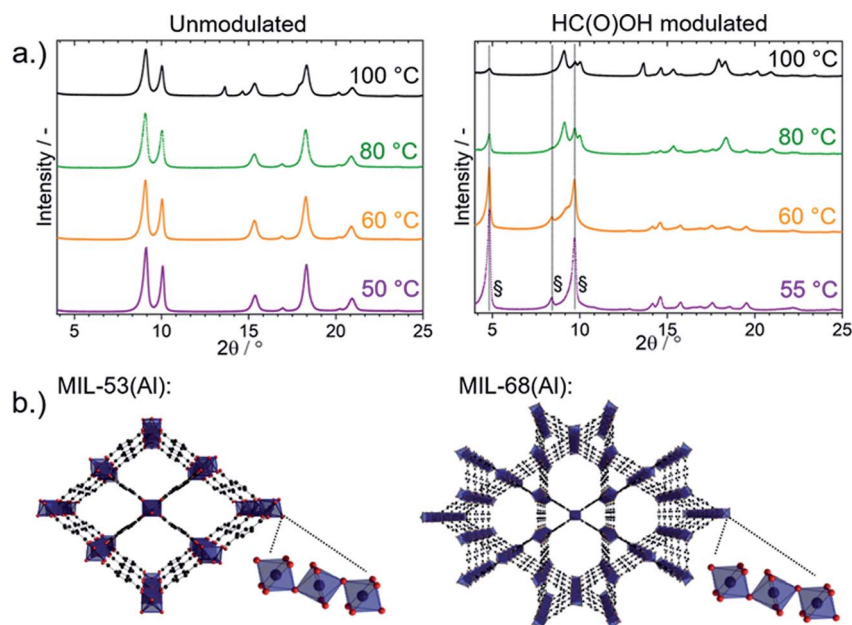 a.)
Unmodulated
100 °C
80 °C
60 °C
50 °C
Intensity / -
5 10 15 20 25
2θ / °
HC(O)OH modulated
100 °C
80 °C
60 °C
55 °C
§ § §
Intensity / -
5 10 15 20 25
2θ / °
b.)
MIL-53(Al):
MIL-68(Al):